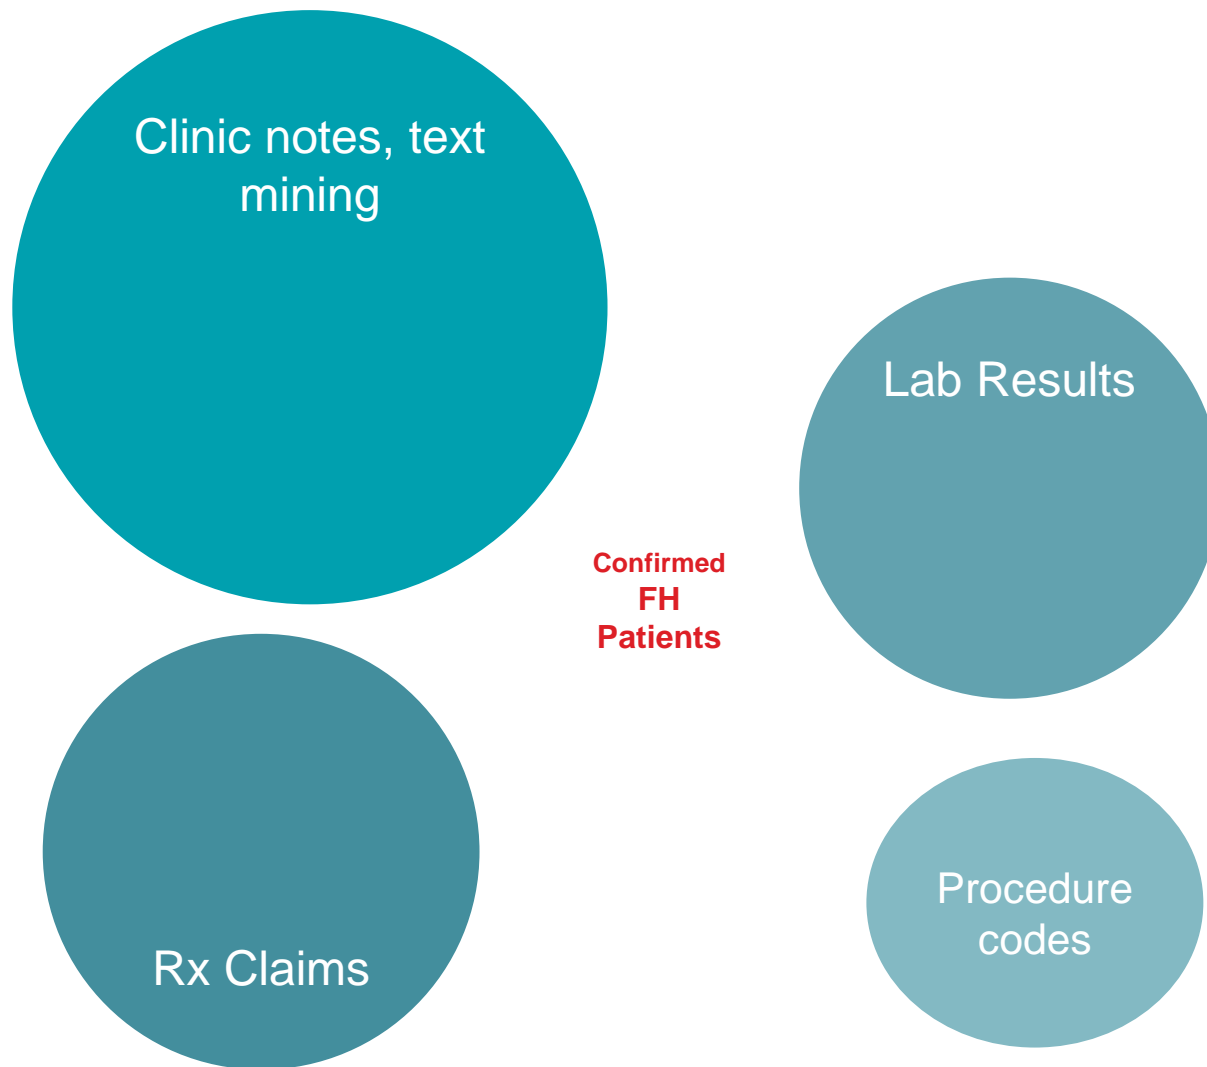 Clinic notes, text
mining
Lab Results
Confirmed
FH
Patients
Procedure
codes
Rx Claims